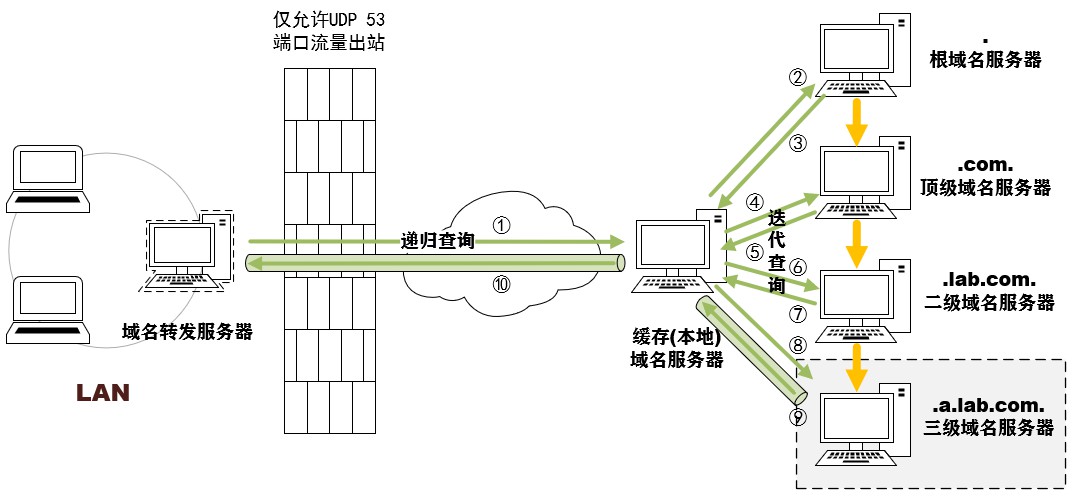 仅允许UDP 53
端口流量出站
①
递归查询
⑩
域名转发服务器
LAN
缓存(本地)
域名服务器
②
③
④
⑤
迭代查询
⑥
⑦
⑧
⑨
.
根域名服务器
.com.
顶级域名服务器
.lab.com.
二级域名服务器
.a.lab.com.
三级域名服务器